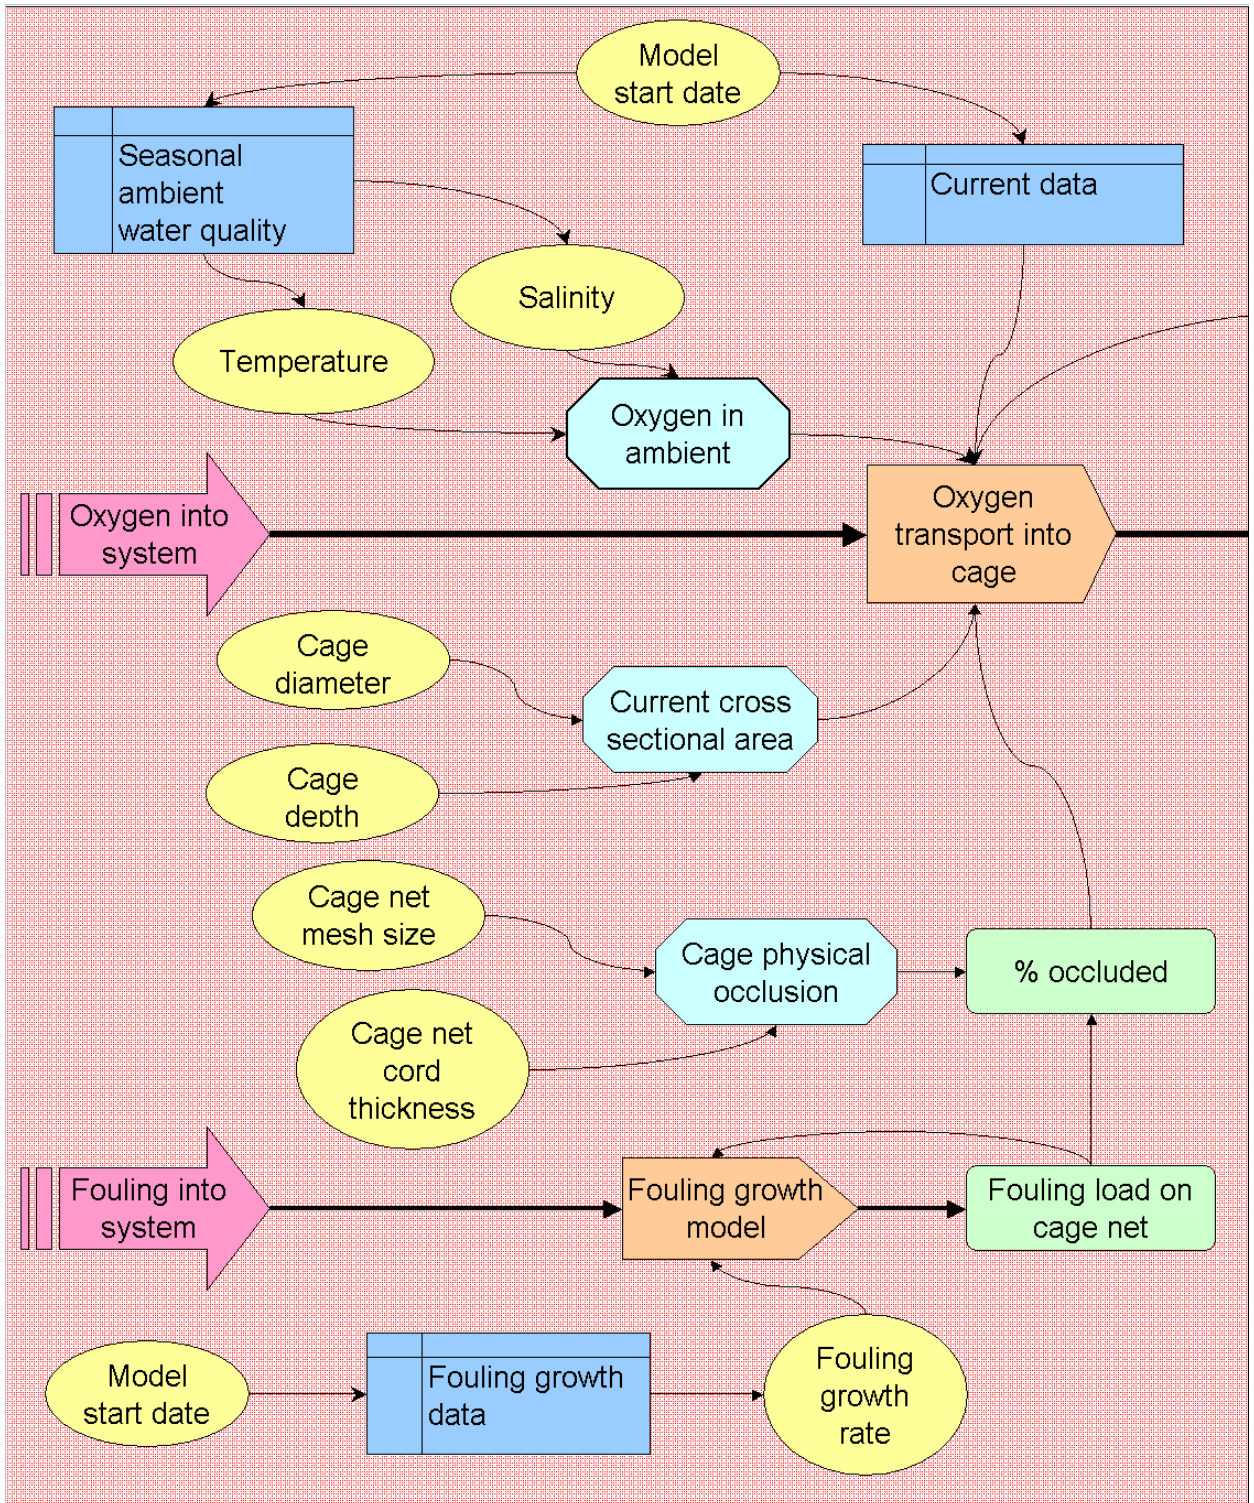 Model
start date
Seasonal
ambient
water quality
Current data
Salinity
Temperature
Oxygen in
ambient
Oxygen into
system
Oxygen
transport into
cage
Cage
diameter
Current cross
sectional area
Cage
depth
Cage net
mesh size
Cage physical
occlusion
% occluded
Cage net
cord
thickness
Fouling into
system
Fouling growth
model
Fouling load on
cage net
Model
start date
Fouling growth
data
Fouling
growth
rate